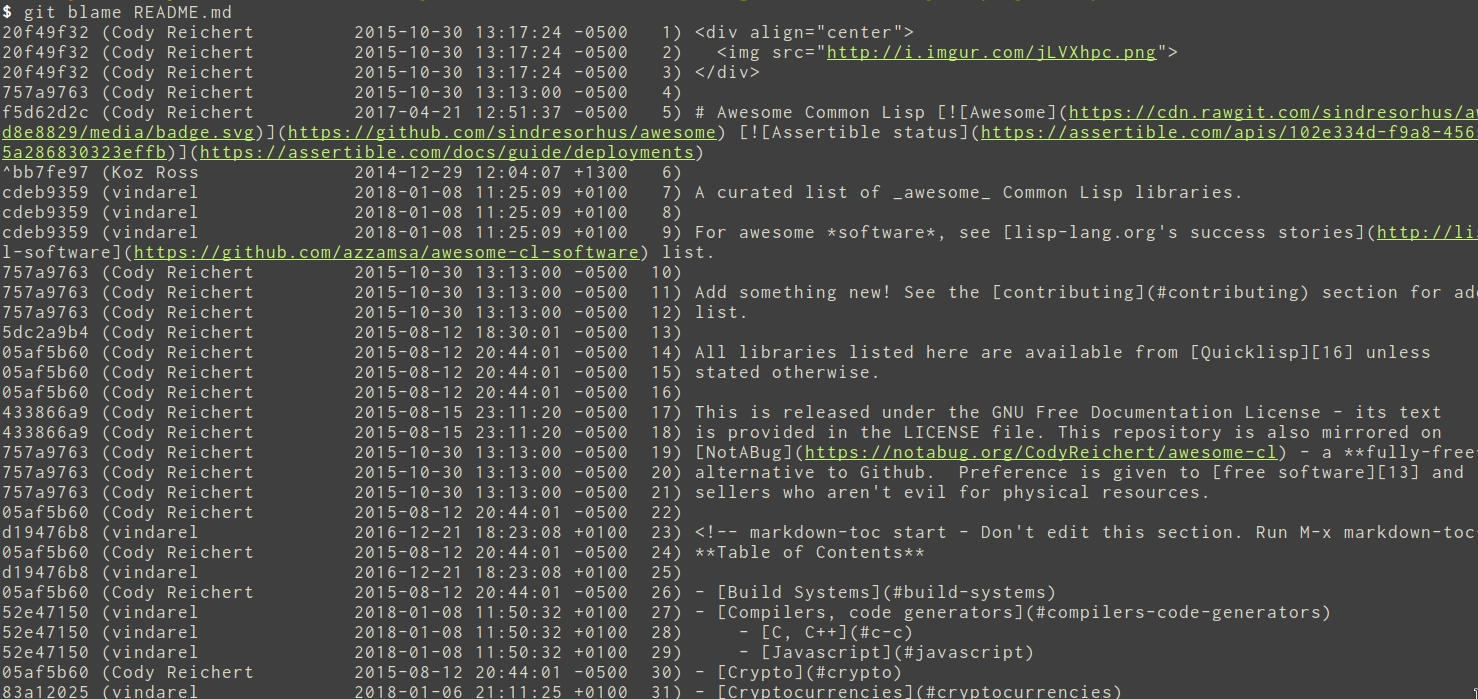 $ git blame README.md
20f49f32 (Cody Reichert 2015-10-30 13:17:24 -0500 1) <div align="center">
20f49f32 (Cody Reichert 2015-10-30 13:17:24 -0500 2) <img src="http://i.imgur.com/jLVXhpc.png">
20f49f32 (Cody Reichert 2015-10-30 13:17:24 -0500 3) </div>
757a9763 (Cody Reichert 2015-10-30 13:13:00 -0500 4)
f5d62d2c (Cody Reichert 2017-04-21 12:51:37 -0500 5) # Awesome Common Lisp [![Awesome](https://cdn.rawgit.com/sindresorhus/aw
d8e8829/media/badge.svg)](https://github.com/sindresorhus/awesome) [![Assertible status](https://assertible.com/apis/102e334d-f9a8-456
5a286830323effb)](https://assertible.com/docs/guide/deployments)
^bb7fe97 (Koz Ross 2014-12-29 12:04:07 +1300 6)
cdeb9359 (vindarel 2018-01-08 11:25:09 +0100 7) A curated list of _awesome_ Common Lisp libraries.
cdeb9359 (vindarel 2018-01-08 11:25:09 +0100 8)
cdeb9359 (vindarel 2018-01-08 11:25:09 +0100 9) For awesome *software*, see [lisp-lang.org's success stories](http://lis
l-software](https://github.com/azzamsa/awesome-cl-software) list.
757a9763 (Cody Reichert 2015-10-30 13:13:00 -0500 10)
757a9763 (Cody Reichert 2015-10-30 13:13:00 -0500 11) Add something new! See the [contributing](#contributing) section for add
757a9763 (Cody Reichert 2015-10-30 13:13:00 -0500 12) list.
5dc2a9b4 (Cody Reichert 2015-08-12 18:30:01 -0500 13)
05af5b60 (Cody Reichert 2015-08-12 20:44:01 -0500 14) All libraries listed here are available from [Quicklisp][16] unless
05af5b60 (Cody Reichert 2015-08-12 20:44:01 -0500 15) stated otherwise.
05af5b60 (Cody Reichert 2015-08-12 20:44:01 -0500 16)
433866a9 (Cody Reichert 2015-08-15 23:11:20 -0500 17) This is released under the GNU Free Documentation License - its text
433866a9 (Cody Reichert 2015-08-15 23:11:20 -0500 18) is provided in the LICENSE file. This repository is also mirrored on
757a9763 (Cody Reichert 2015-10-30 13:13:00 -0500 19) [NotABug](https://notabug.org/CodyReichert/awesome-cl) - a **fully-free
757a9763 (Cody Reichert 2015-10-30 13:13:00 -0500 20) alternative to Github. Preference is given to [free software][13] and
757a9763 (Cody Reichert 2015-10-30 13:13:00 -0500 21) sellers who aren't evil for physical resources.
05af5b60 (Cody Reichert 2015-08-12 20:44:01 -0500 22)
d19476b8 (vindarel 2016-12-21 18:23:08 +0100 23) <!-- markdown-toc start - Don't edit this section. Run M-x markdown-toc-
05af5b60 (Cody Reichert 2015-08-12 20:44:01 -0500 24) **Table of Contents**
d19476b8 (vindarel 2016-12-21 18:23:08 +0100 25)
05af5b60 (Cody Reichert 2015-08-12 20:44:01 -0500 26) - [Build Systems](#build-systems)
52e47150 (vindarel 2018-01-08 11:50:32 +0100 27) - [Compilers, code generators](#compilers-code-generators)
52e47150 (vindarel 2018-01-08 11:50:32 +0100 28) - [C, C++](#c-c)
52e47150 (vindarel 2018-01-08 11:50:32 +0100 29) - [Javascript](#javascript)
05af5b60 (Cody Reichert 2015-08-12 20:44:01 -0500 30) - [Crypto](#crypto)
83a12025 (vindarel 2018-01-06 21:11:25 +0100 31) - [Cryptocurrencies](#cryptocurrencies)